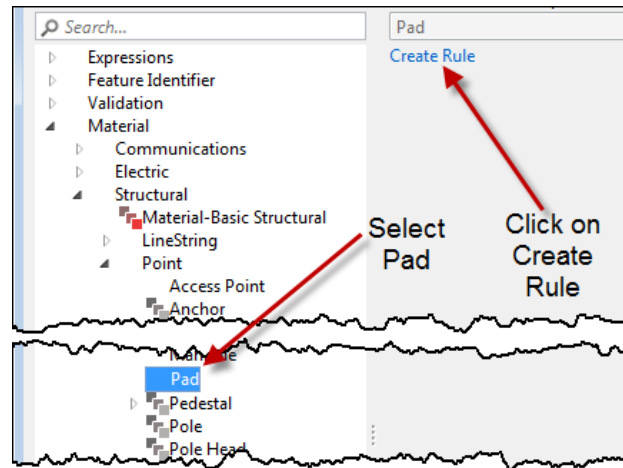 Search...
Expressions
Feature Identifier
Validation
Material
Communications
Electric
Structural
Material-Basic Structural
LineString
Point
Access Point
Anchor
Manhole
Pad
Pedestal
Pole
Pole Head
Pad
Create Rule
Select
Pad
Click on
Create
Rule